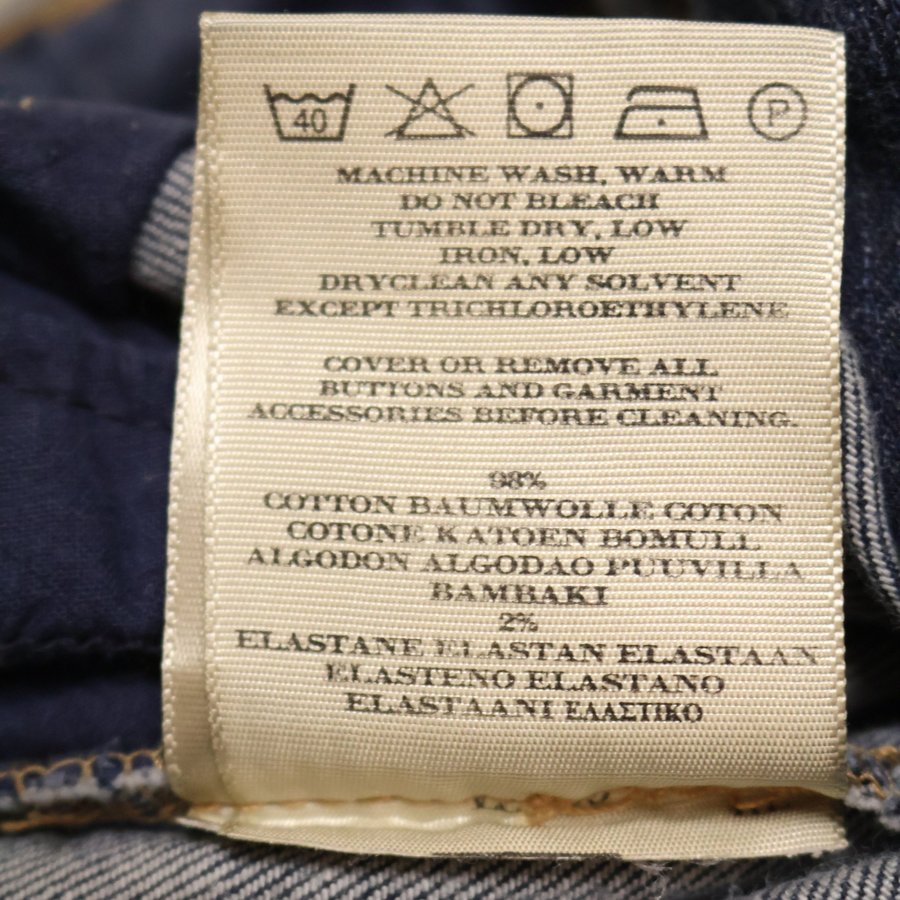 40 P
MACHINE WASH, WARM
DO NOT BLEACH
TUMBLE DRY, LOW
IRON, LOW
DRYCLEAN ANY SOLVENT
EXCEPT TRICHLOROETHYLENE
COVER OR REMOVE ALL
BUTTONS AND GARMENT
ACCESSORIES BEFORE CLEANING.
98%
COTTON BAUMWOLLE COTON
COTONE KATOEN BOMULL
ALGODON ALGODAO PUUVILLA
BAMBAKI
2%
ELASTANE ELASTAN ELASTAAN
ELASTENO ELASTANO
ELASTAANI ΕΛΑΣΤΙΚΟ